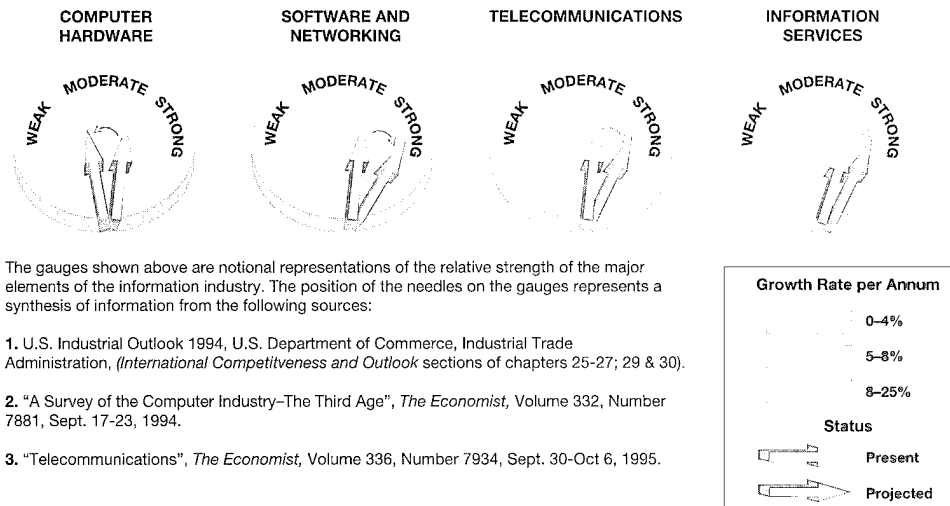 COMPUTER
HARDWARE
SOFTWARE AND
NETWORKING
TELECOMMUNICATIONS
INFORMATION
SERVICES
WEAK MODERATE STRONG
WEAK MODERATE STRONG
WEAK MODERATE STRONG
WEAK MODERATE STRONG
The gauges shown above are notional representations of the relative strength of the major
elements of the information industry. The position of the needles on the gauges represents a
synthesis of information from the following sources:
1. U.S. Industrial Outlook 1994, U.S. Department of Commerce, Industrial Trade
Administration, (International Competitveness and Outlook sections of chapters 25-27; 29 & 30).
2. "A Survey of the Computer Industry–The Third Age", The Economist, Volume 332, Number
7881, Sept. 17-23, 1994.
3. "Telecommunications", The Economist, Volume 336, Number 7934, Sept. 30-Oct 6, 1995.
Growth Rate per Annum
0–4%
5–8%
8–25%
Status
Present
Projected